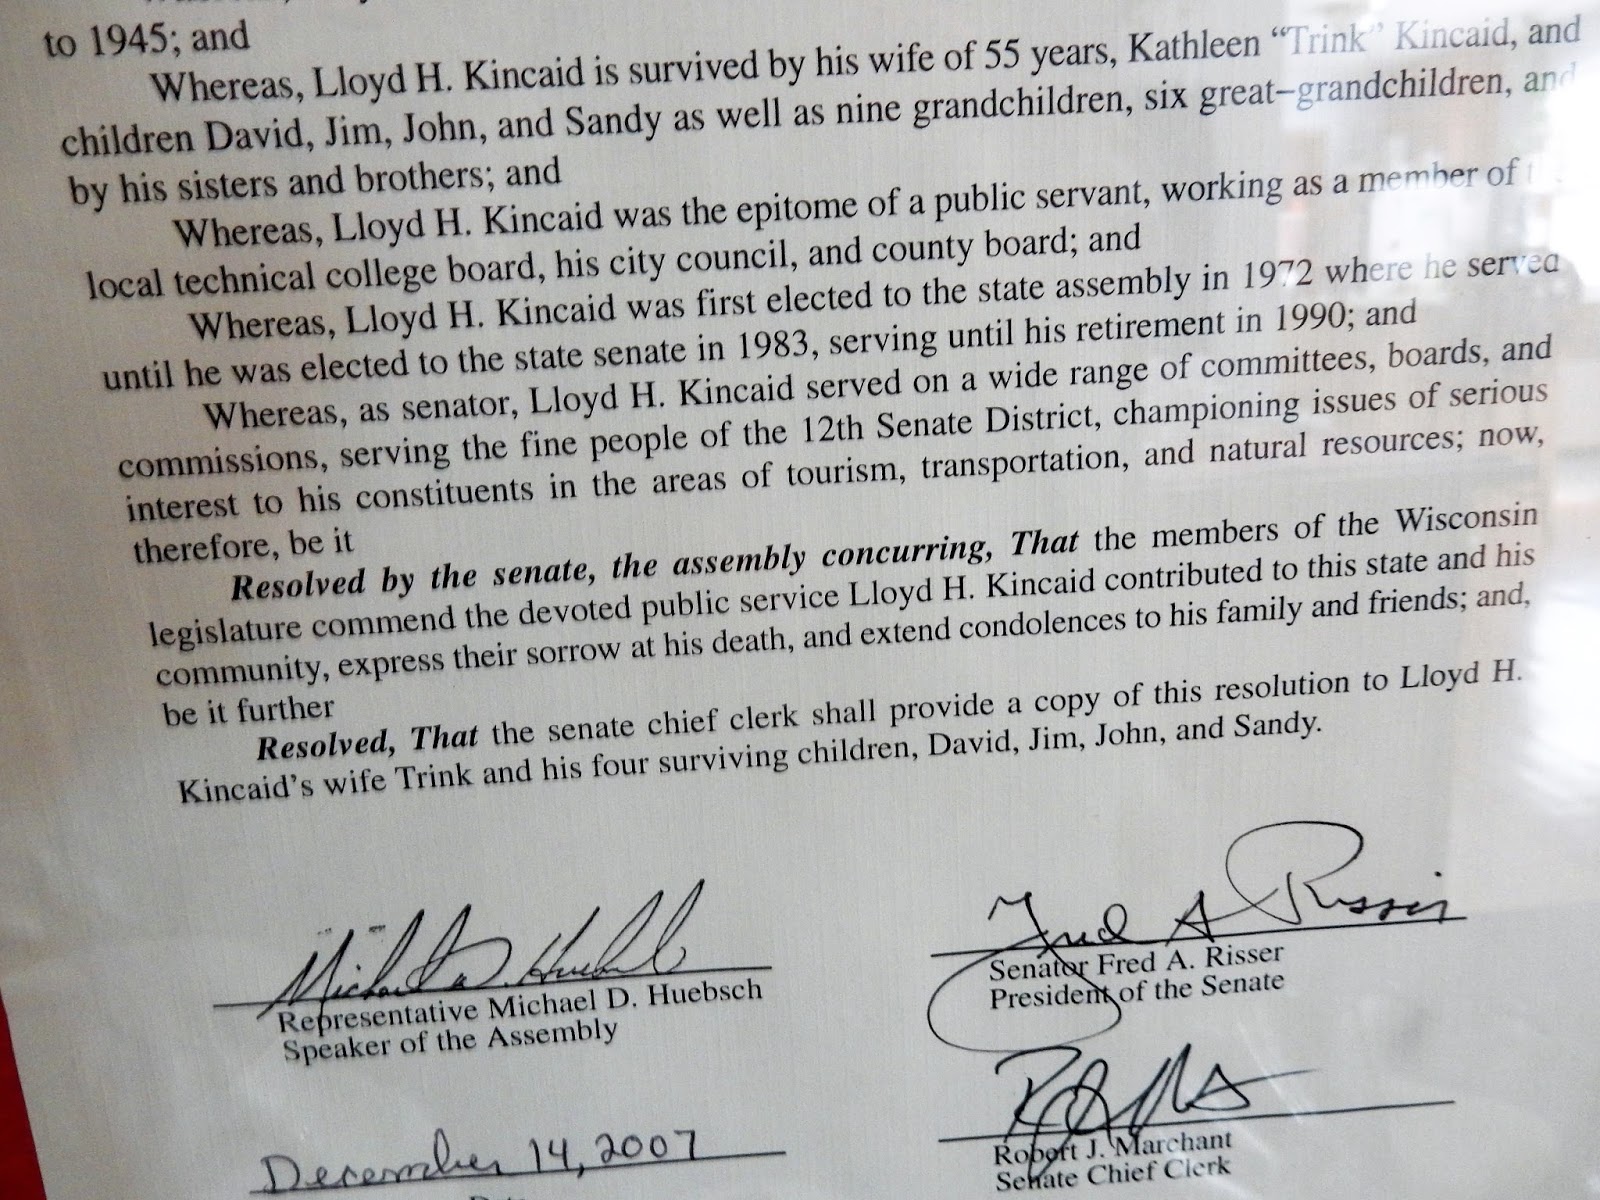 to 1945; and
Whereas, Lloyd H. Kincaid is survived by his wife of 55 years, Kathleen “Trink” Kincaid, and
children David, Jim, John, and Sandy as well as nine grandchildren, six great–grandchildren, and
by his sisters and brothers; and
Whereas, Lloyd H. Kincaid was the epitome of a public servant, working as a member of
local technical college board, his city council, and county board; and
Whereas, Lloyd H. Kincaid was first elected to the state assembly in 1972 where he served
until he was elected to the state senate in 1983, serving until his retirement in 1990; and
Whereas, as senator, Lloyd H. Kincaid served on a wide range of committees, boards, and
commissions, serving the fine people of the 12th Senate District, championing issues of serious
interest to his constituents in the areas of tourism, transportation, and natural resources; now,
therefore, be it
Resolved by the senate, the assembly concurring, That the members of the Wisconsin
legislature commend the devoted public service Lloyd H. Kincaid contributed to this state and his
community, express their sorrow at his death, and extend condolences to his family and friends; and,
be it further
Resolved, That the senate chief clerk shall provide a copy of this resolution to Lloyd H.
Kincaid’s wife Trink and his four surviving children, David, Jim, John, and Sandy.
Michael D. Huebsch
Representative Michael D. Huebsch
Speaker of the Assembly
Fred A Risser
Senator Fred A. Risser
President of the Senate
Robert J. Marchant
Senate Chief Clerk
December 14, 2007